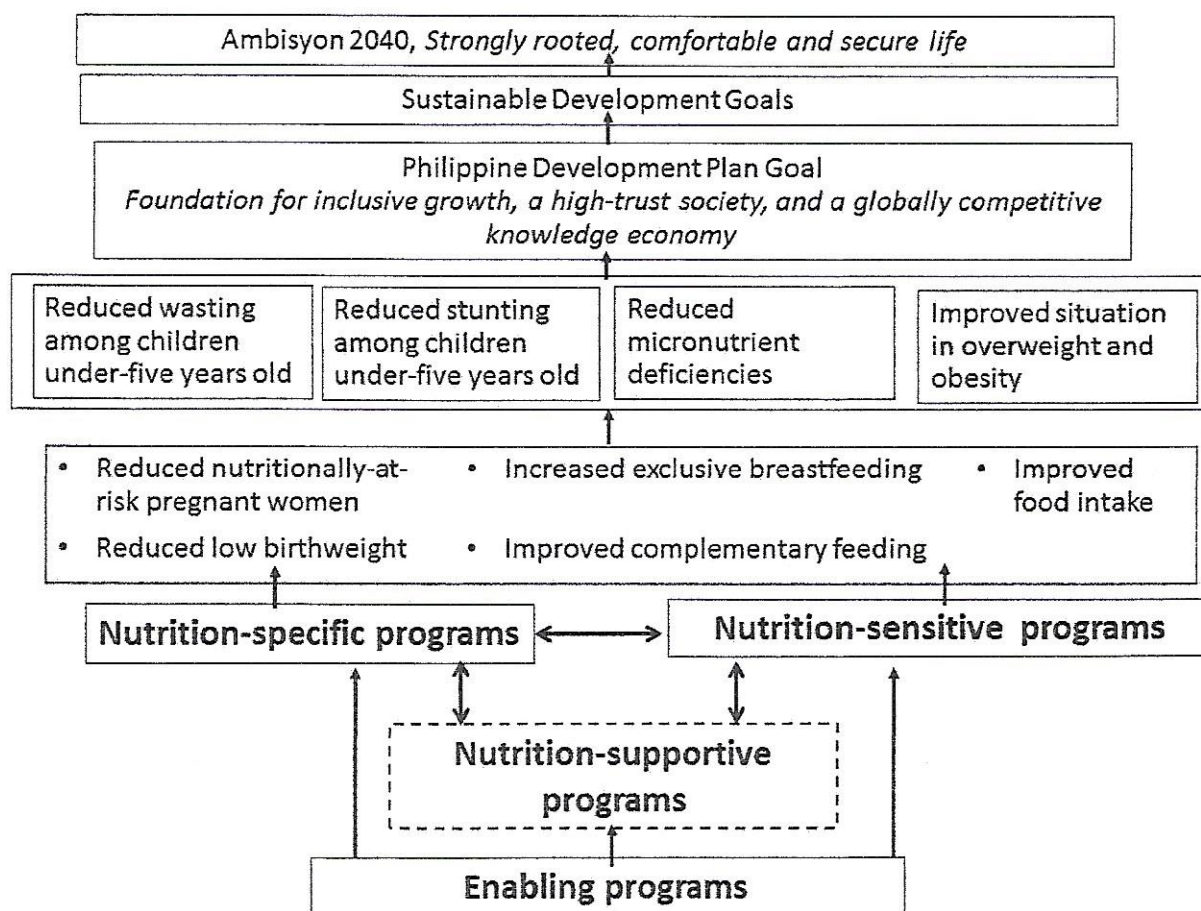 Ambisyon 2040, Strongly rooted, comfortable and secure life
Sustainable Development Goals
Philippine Development Plan Goal
Foundation for inclusive growth, a high-trust society, and a globally competitive
knowledge economy
Reduced wasting
among children
under-five years old
Reduced stunting
among children
under-five years old
Reduced
micronutrient
deficiencies
Improved situation
in overweight and
obesity
• Reduced nutritionally-at-
risk pregnant women
• Reduced low birthweight
• Increased exclusive breastfeeding
• Improved complementary feeding
• Improved
food intake
Nutrition-specific programs
Nutrition-sensitive programs
Nutrition-supportive
programs
Enabling programs